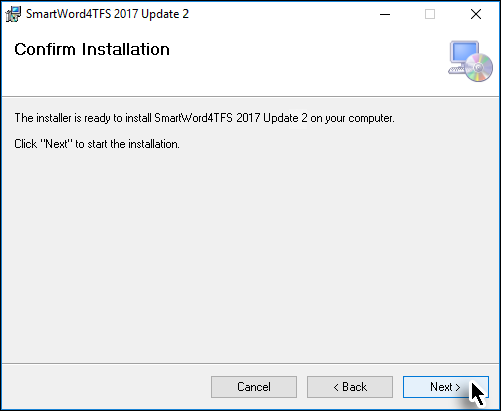 SmartWord4TFS 2017 Update 2
Confirm Installation
The installer is ready to install SmartWord4TFS 2017 Update 2 on your computer.
Click "Next" to start the installation.
Cancel
< Back
Next >